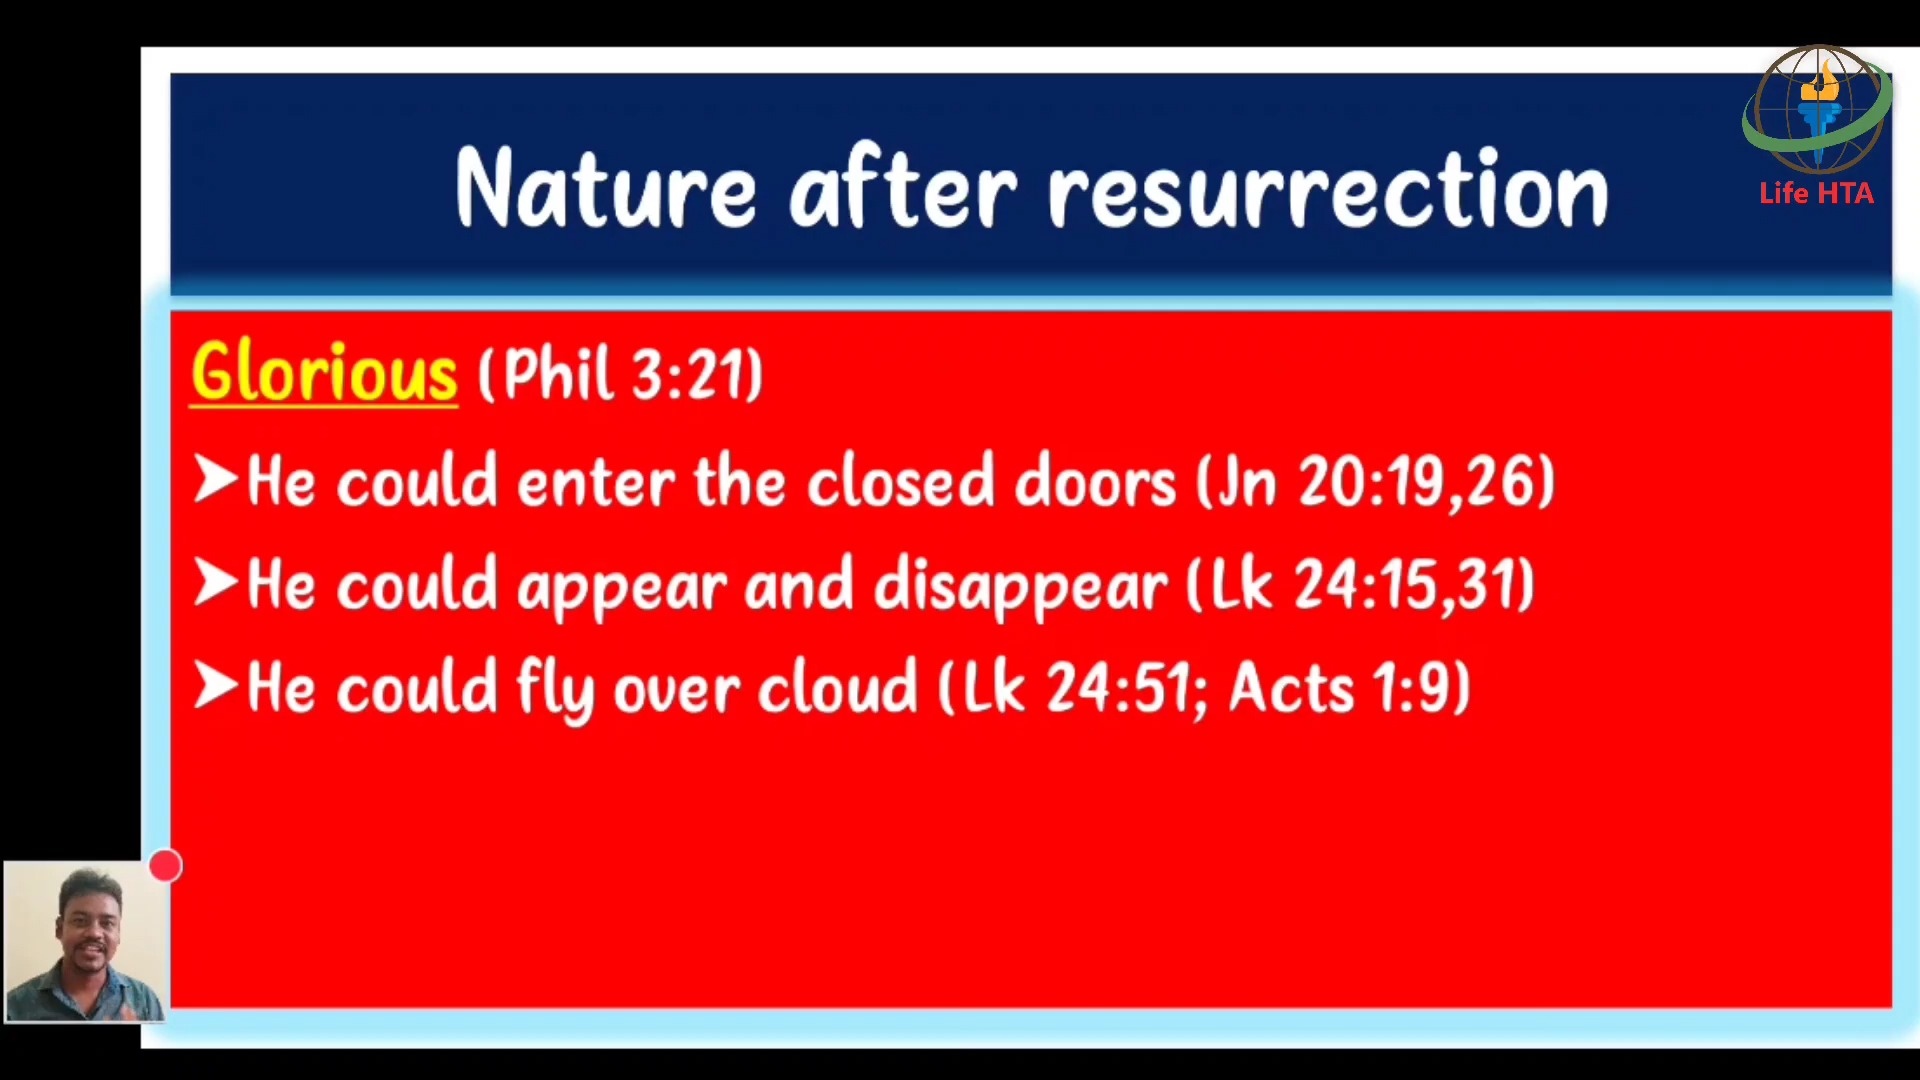 Nature after resurrection
Life HTA
Glorious (Phil 3:21)
➤He could enter the closed doors (Jn 20:19,26)
➤He could appear and disappear (Lk 24:15,31)
➤He could fly over cloud (Lk 24:51; Acts 1:9)